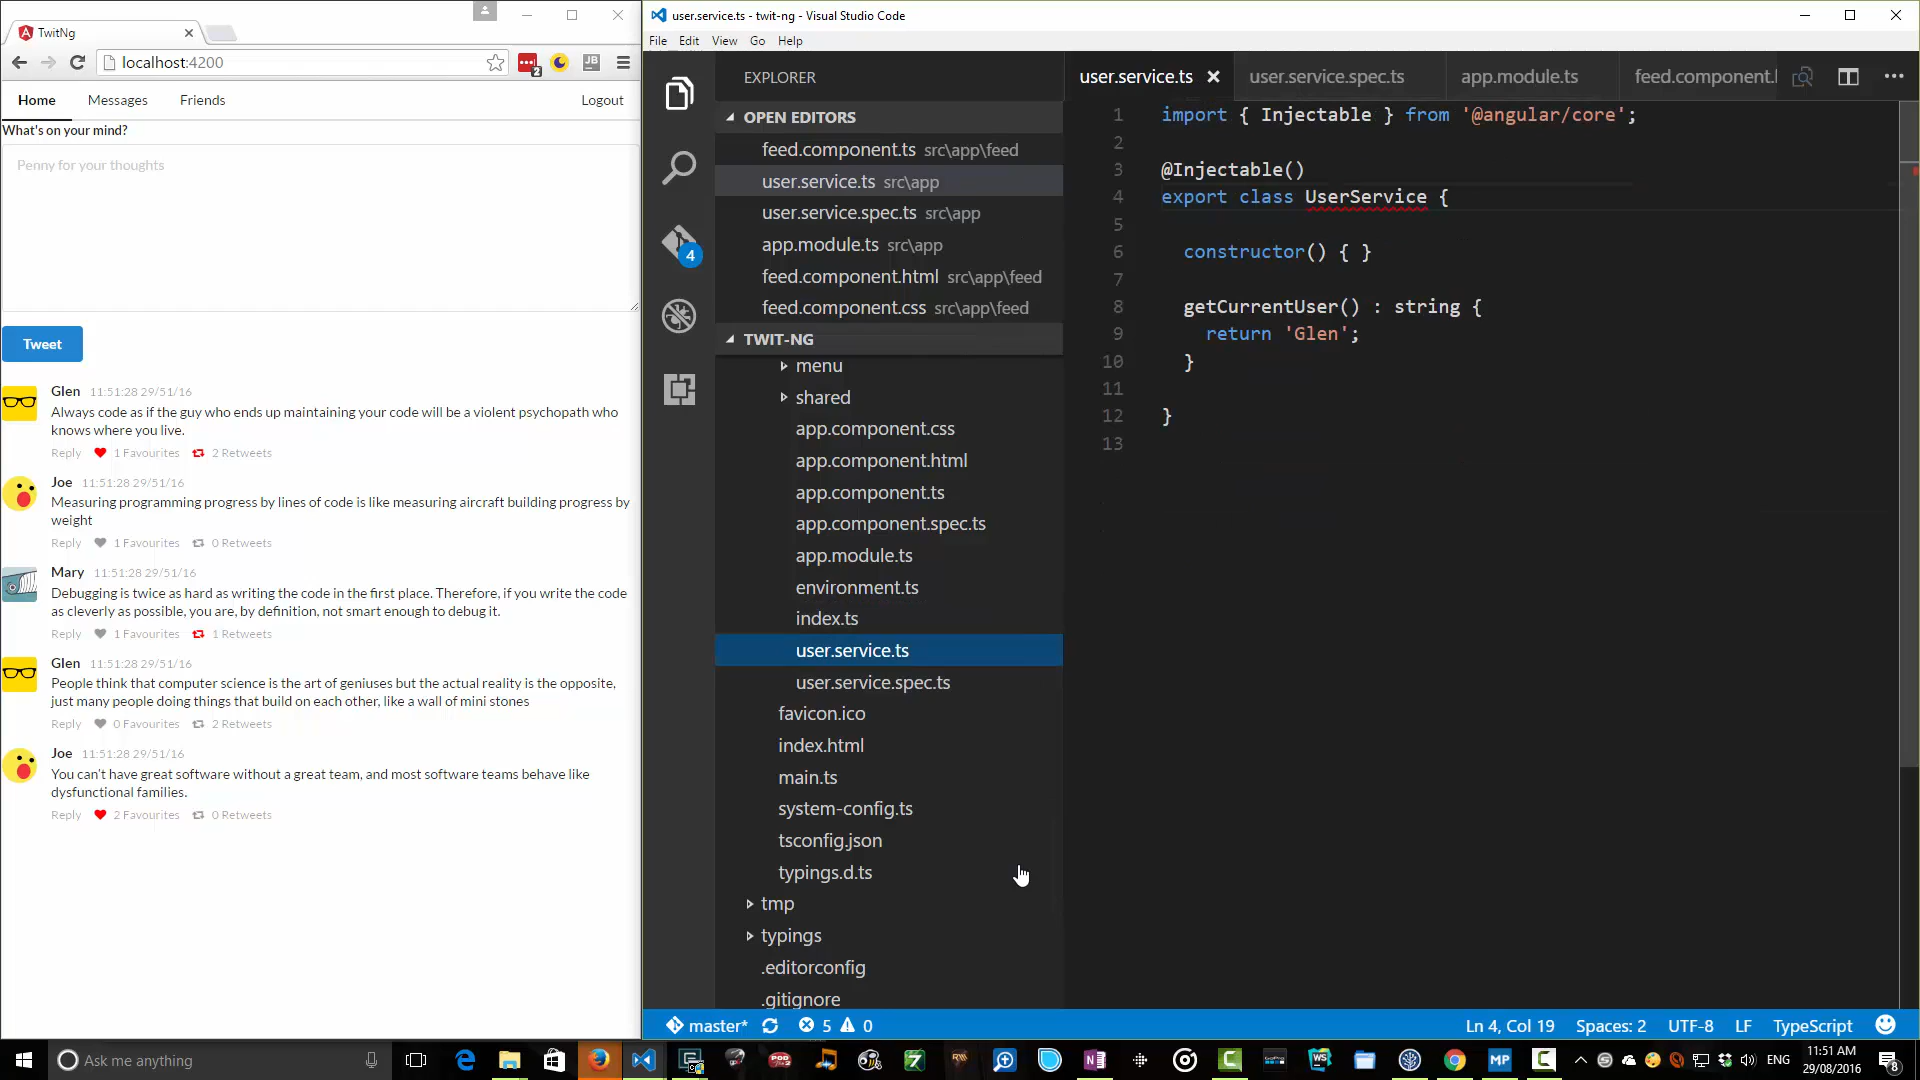 TwitNg
localhost:4200
2
JB
Home
Messages
Friends
Logout
What's on your mind?
Penny for your thoughts
Tweet
Glen 11:51:28 29/51/16
Always code as if the guy who ends up maintaining your code will be a violent psychopath who
knows where you live.
Reply 1 Favourites 2 Retweets
Joe 11:51:28 29/51/16
Measuring programming progress by lines of code is like measuring aircraft building progress by
weight
Reply 1 Favourites 0 Retweets
Mary 11:51:28 29/51/16
Debugging is twice as hard as writing the code in the first place. Therefore, if you write the code
as cleverly as possible, you are, by definition, not smart enough to debug it.
Reply 1 Favourites 1 Retweets
Glen 11:51:28 29/51/16
People think that computer science is the art of geniuses but the actual reality is the opposite,
just many people doing things that build on each other, like a wall of mini stones
Reply 0 Favourites 2 Retweets
Joe 11:51:28 29/51/16
You can't have great software without a great team, and most software teams behave like
dysfunctional families.
Reply 2 Favourites 0 Retweets
user.service.ts - twit-ng - Visual Studio Code
File Edit View Go Help
4
EXPLORER
OPEN EDITORS
feed.component.ts src\app\feed
user.service.ts src\app
user.service.spec.ts src\app
app.module.ts src\app
feed.component.html src\app\feed
feed.component.css src\app\feed
TWIT-NG
menu
shared
app.component.css
app.component.html
app.component.ts
app.component.spec.ts
app.module.ts
environment.ts
index.ts
user.service.ts
user.service.spec.ts
favicon.ico
index.html
main.ts
system-config.ts
tsconfig.json
typings.d.ts
tmp
typings
.editorconfig
.gitignore
user.service.ts
user.service.spec.ts
app.module.ts
feed.component.l
1 import { Injectable } from '@angular/core';
2
3 @Injectable()
4 export class UserService {
5
6 constructor() { }
7
8 getCurrentUser() : string {
9 return 'Glen';
10 }
11
12 }
13
master* 5 0
Ln 4, Col 19 Spaces: 2 UTF-8 LF TypeScript
Ask me anything
N
WS
MP
ENG
11:51 AM
29/08/2016
8